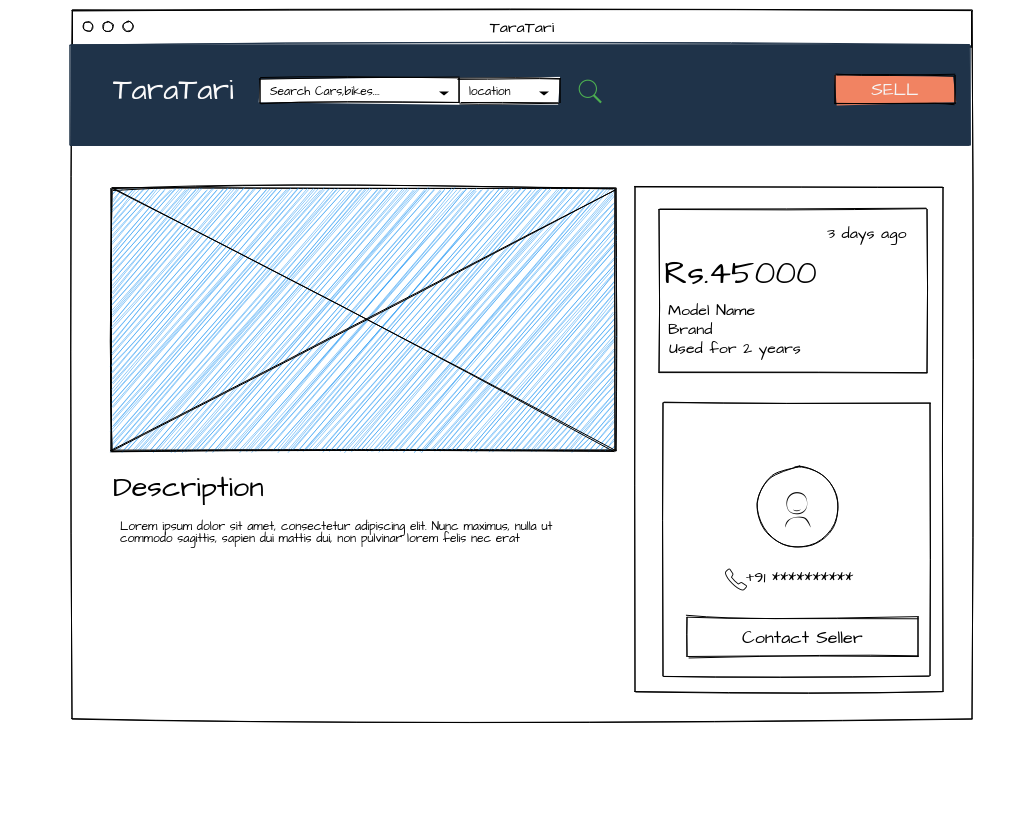 TaraTari
TaraTari
Search Cars,bikes...
location
SELL
3 days ago
Rs.45000
Model Name
Brand
Used for 2 years
Description
Lorem ipsum dolor sit amet, consectetur adipiscing elit. Nunc maximus, nulla ut
commodo sagittis, sapien dui mattis dui, non pulvinar lorem felis nec erat
+91 **********
Contact Seller